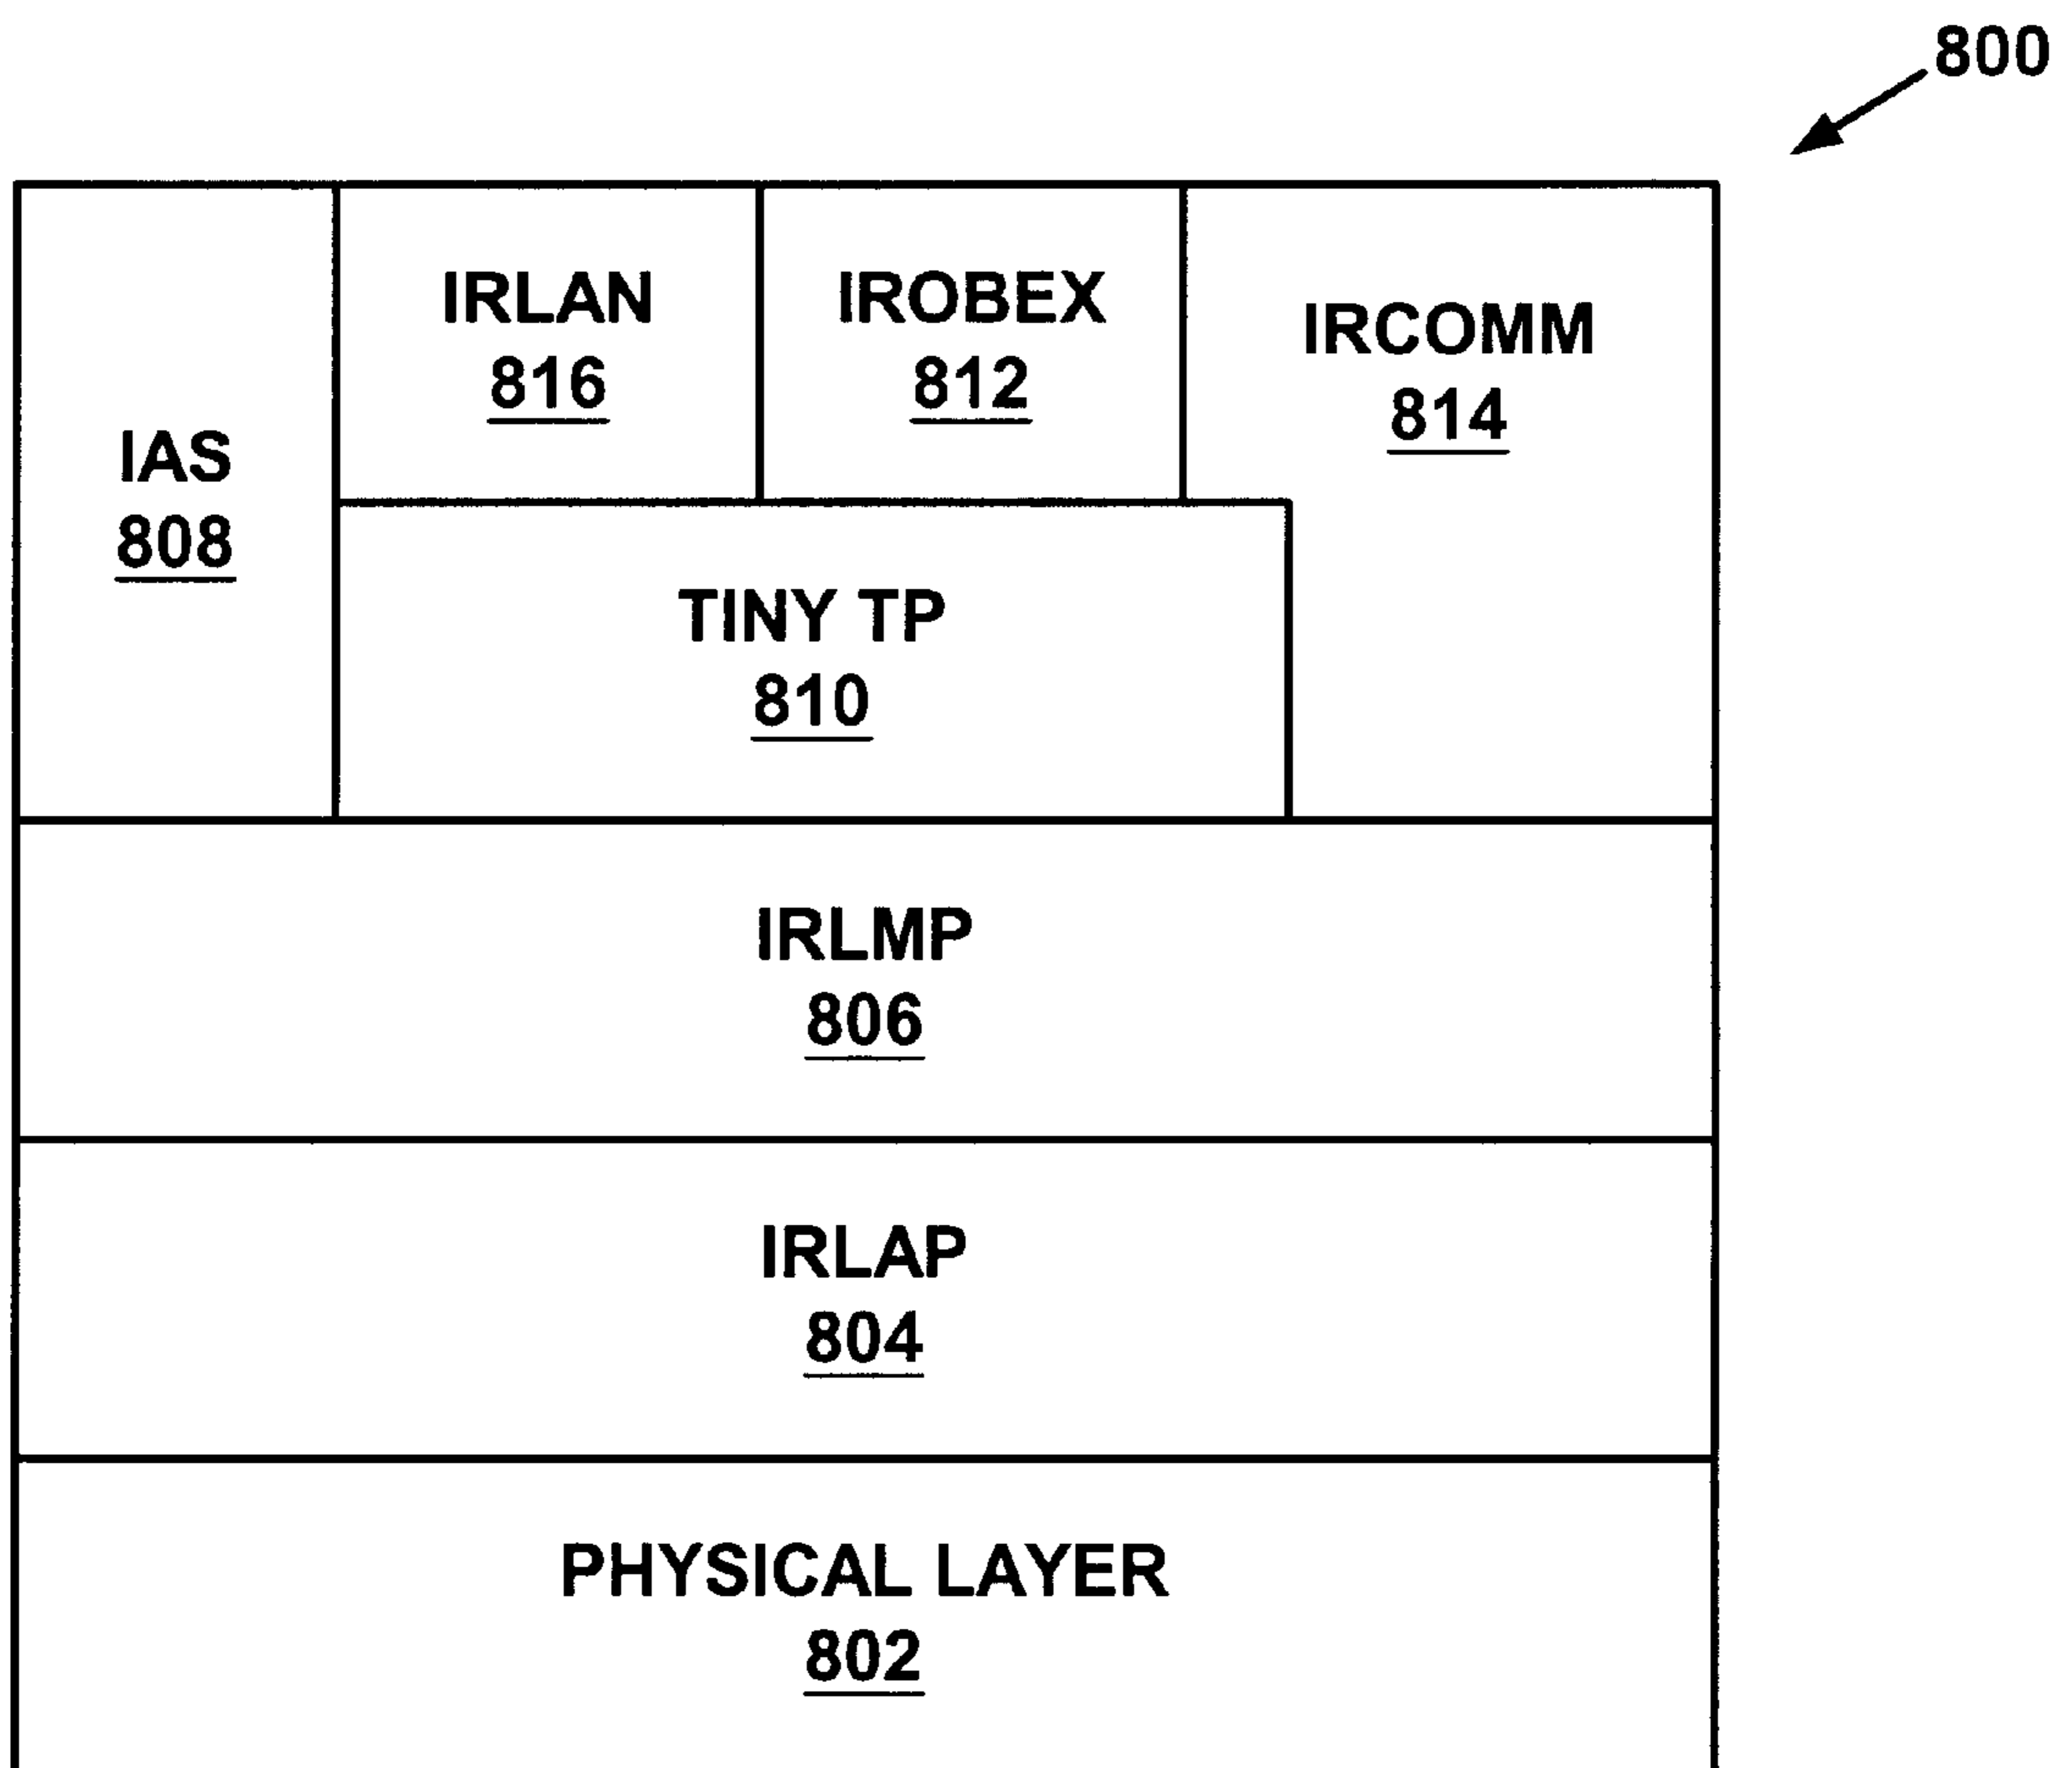 800
IRLAN
816
IROBEX
812
IRCOMM
814
IAS
808
TINY TP
810
IRLMP
806
IRLAP
804
PHYSICAL LAYER
802